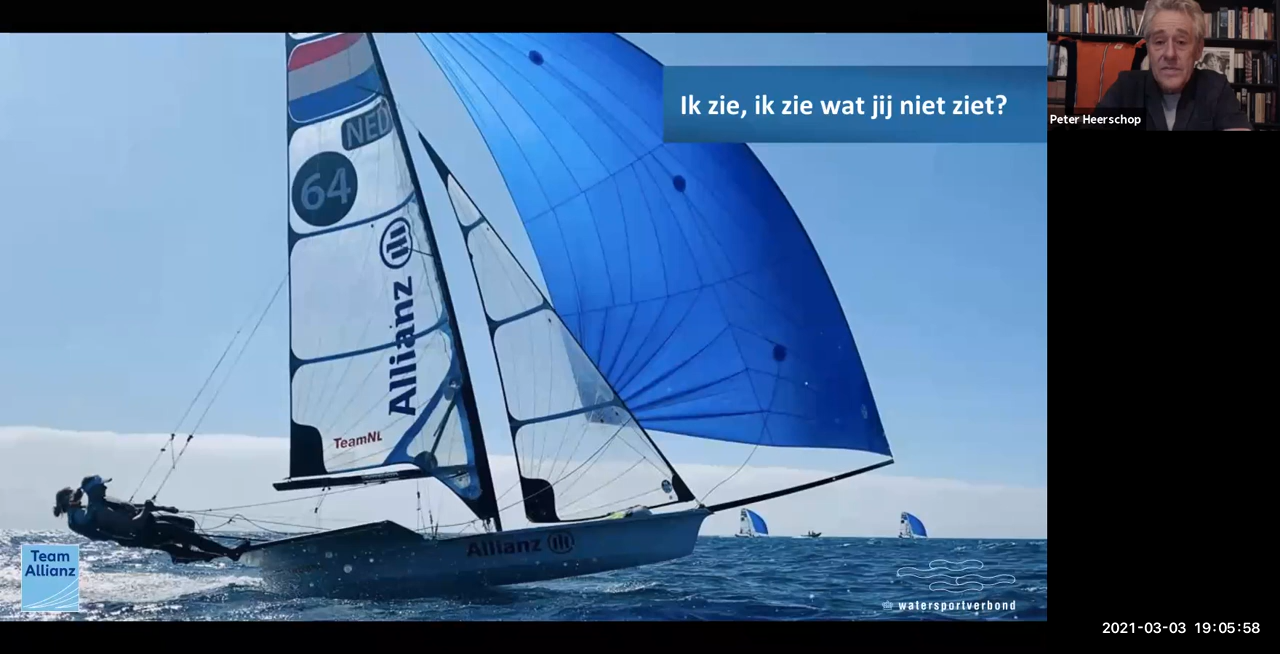 Ik zie, ik zie wat jij niet ziet?
Peter Heerschop
NED
64
Allianz
TeamNL
Allianz
Team
Allianz
watersportverbond
2021-03-03 19:05:58